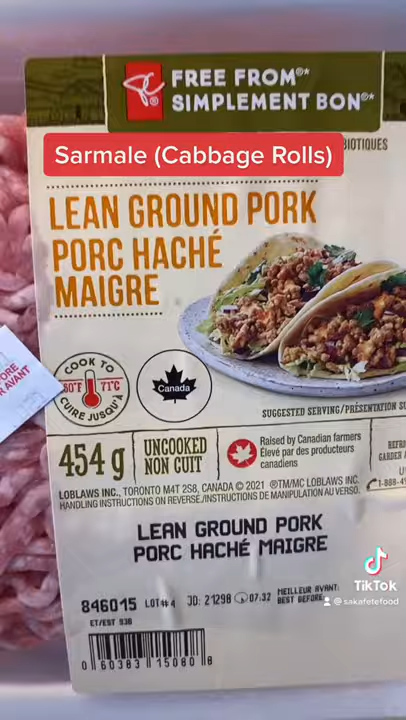 FREE FROM®*
SIMPLEMENT BON®*
BIOTIQUES
Sarmale (Cabbage Rolls)
LEAN GROUND PORK
PORC HACHÉ
MAIGRE
COOK TO
71°C
CUIRE JUSQU'À
Canada
SUGGESTED SERVING/PRÉSENTATION SU
454 g
UNCOOKED
NON CUIT
Raised by Canadian farmers
Élevé par des producteurs
canadiens
LOBLAWS INC., TORONTO M4T 2S8, CANADA © 2021 ®TM/MC LOBLAWS INC.
HANDLING INSTRUCTIONS ON REVERSE./INSTRUCTIONS DE MANIPULATION AU VERSO.
1-888-4
LEAN GROUND PORK
PORC HACHÉ MAIGRE
846015 LOT# 4 JD: 21298 07:32 MEILLEUR AVANT:
BEST BEFORE
ET/EST 936
0 60383 15080 8
TikTok
@sakafetefood